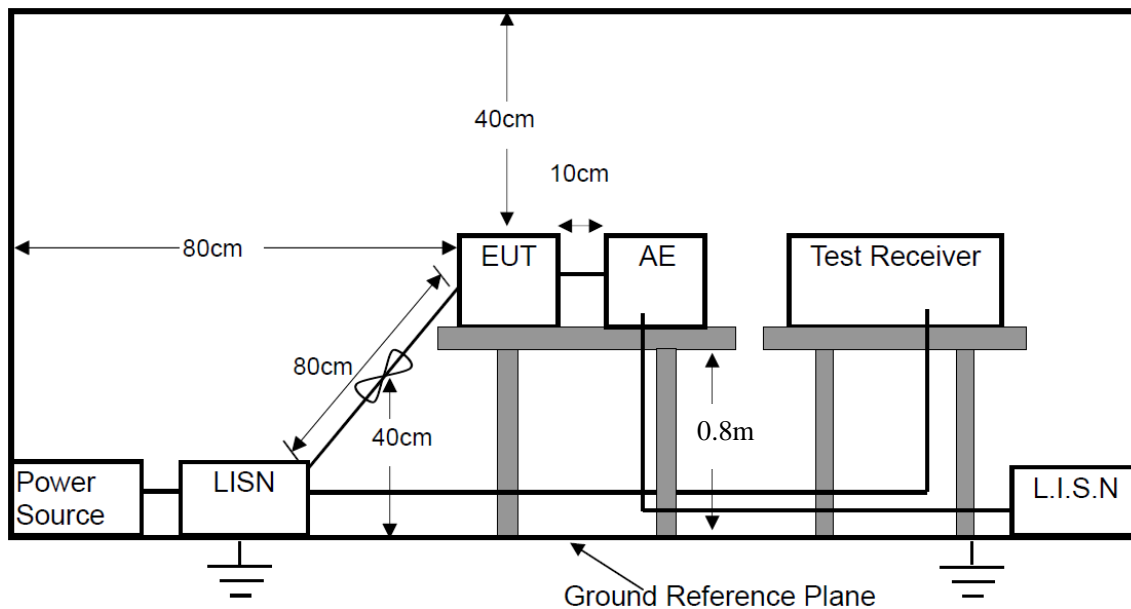 40cm
10cm
80cm
EUT
AE
Test Receiver
80cm
40cm
0.8m
Power
Source
LISN
L.I.S.N
Ground Reference Plane